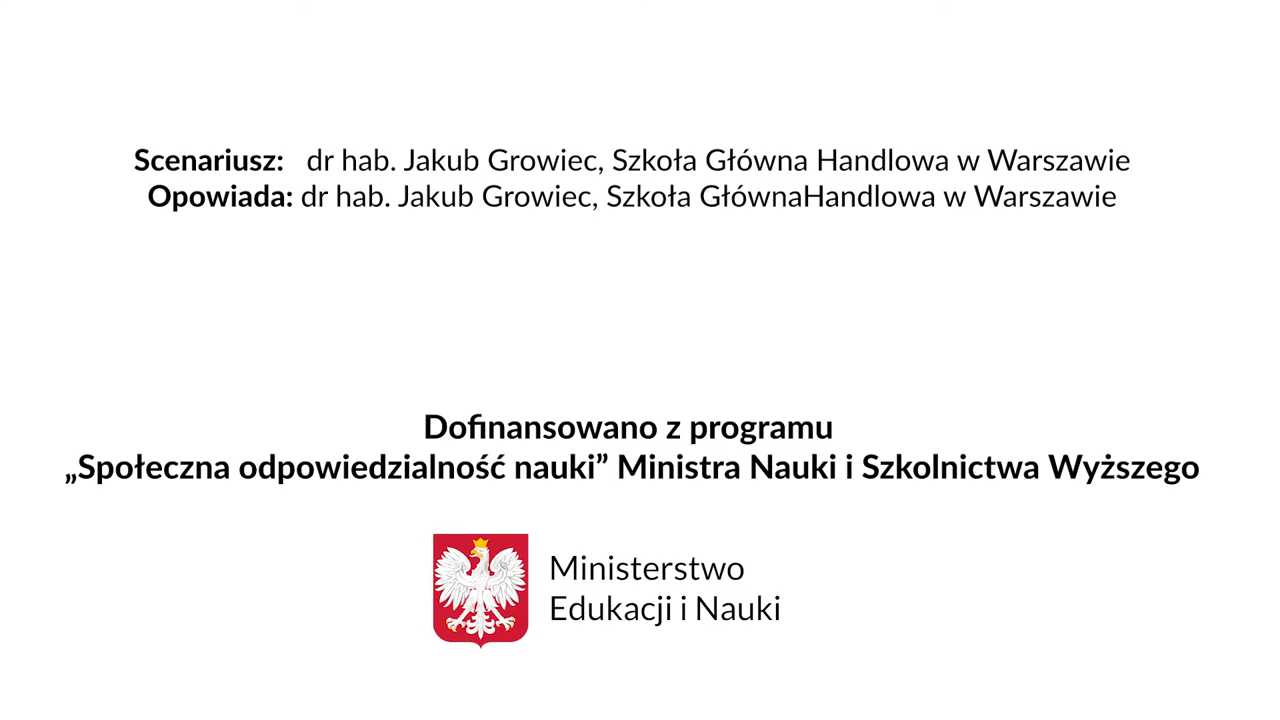 Scenariusz: dr hab. Jakub Growiec, Szkoła Główna Handlowa w Warszawie
Opowiada: dr hab. Jakub Growiec, Szkoła GłównaHandlowa w Warszawie
Dofinansowano z programu
„Społeczna odpowiedzialność nauki” Ministra Nauki i Szkolnictwa Wyższego
Ministerstwo
Edukacji i Nauki